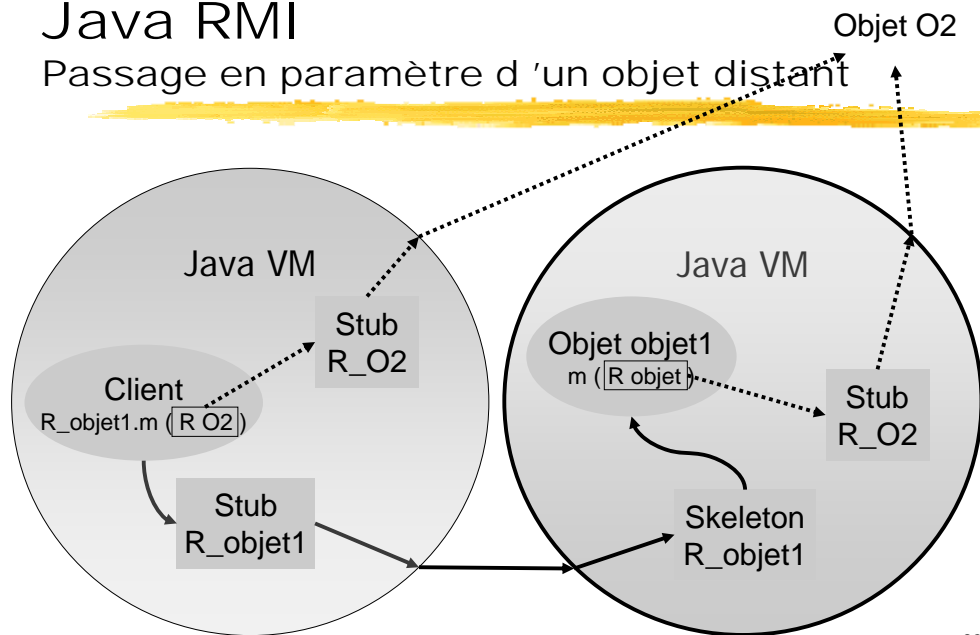 Java RMI
Objet O2
Passage en paramètre d 'un objet distant
Java VM
Stub
R_O2
Client
R_objet1.m ( R O2 )
Stub
R_objet1
Java VM
Objet objet1
m ( R objet )
Stub
R_O2
Skeleton
R_objet1